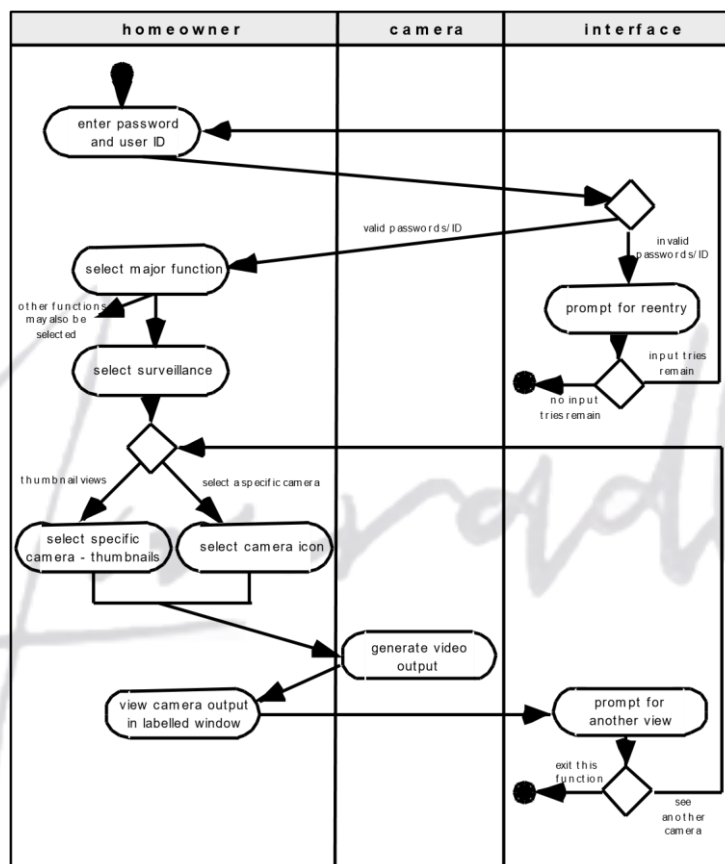 homeowner
camera
interface
enter password
and user ID
valid passwords/ID
invalid
passwords/ID
select major function
other functions
may also be
selected
prompt for reentry
input tries
remain
select surveillance
no input
tries remain
thumbnail views
select a specific camera
select specific
camera - thumbnails
select camera icon
generate video
output
view camera output
in labelled window
prompt for
another view
exit this
function
see
another
camera